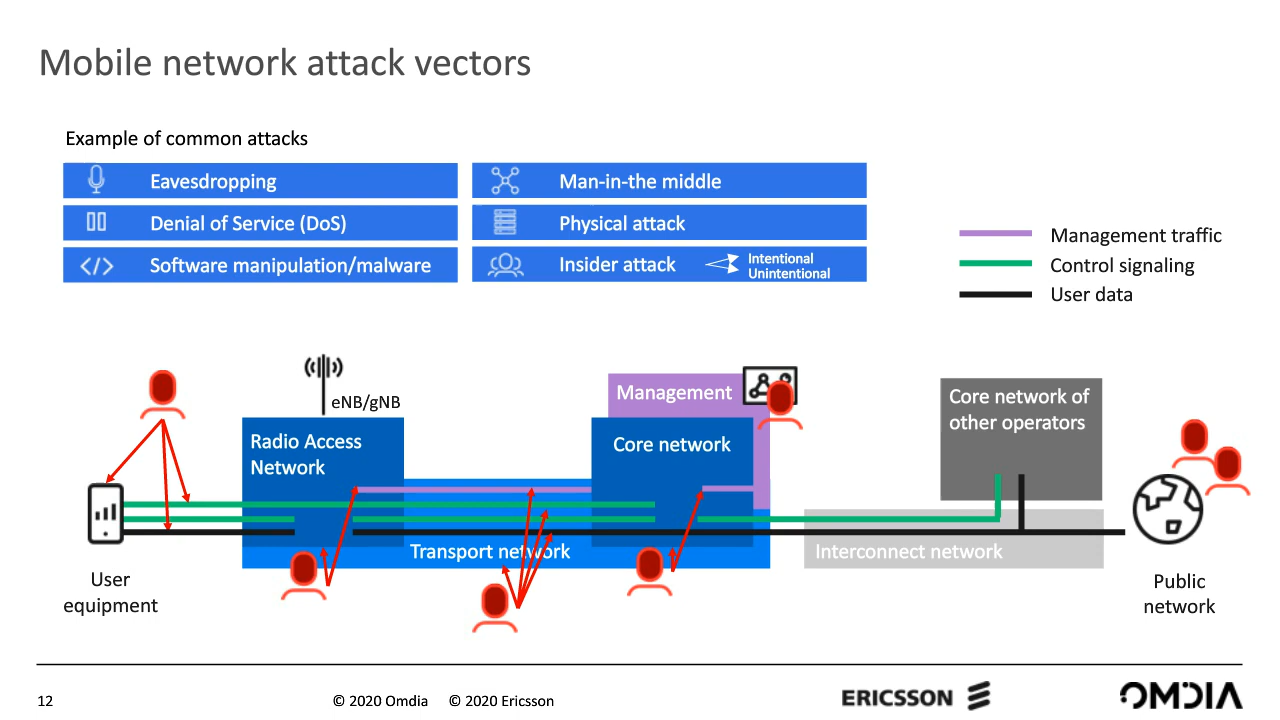 Mobile network attack vectors
Example of common attacks
Eavesdropping
Man-in-the middle
Denial of Service (DoS)
Physical attack
Software manipulation/malware
Insider attack
Intentional
Unintentional
Management traffic
Control signaling
User data
eNB/gNB
Radio Access
Network
Management
Core network
Core network of
other operators
Transport network
Interconnect network
User
equipment
Public
network
12
© 2020 Omdia
© 2020 Ericsson
ERICSSON
OMDIA